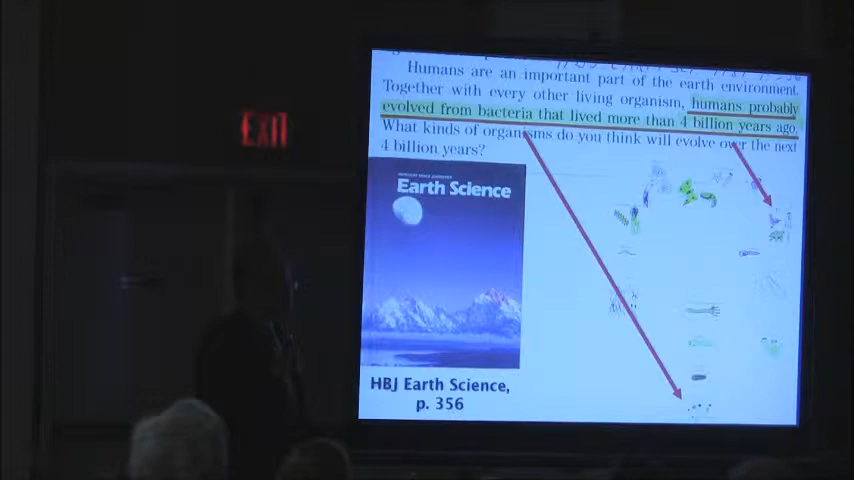 Humans are an important part of the earth environment.
Together with every other living organism, humans probably
evolved from bacteria that lived more than 4 billion years ago.
What kinds of organisms do you think will evolve over the next
4 billion years?
EXIT
Earth Science
HBJ Earth Science,
p. 356